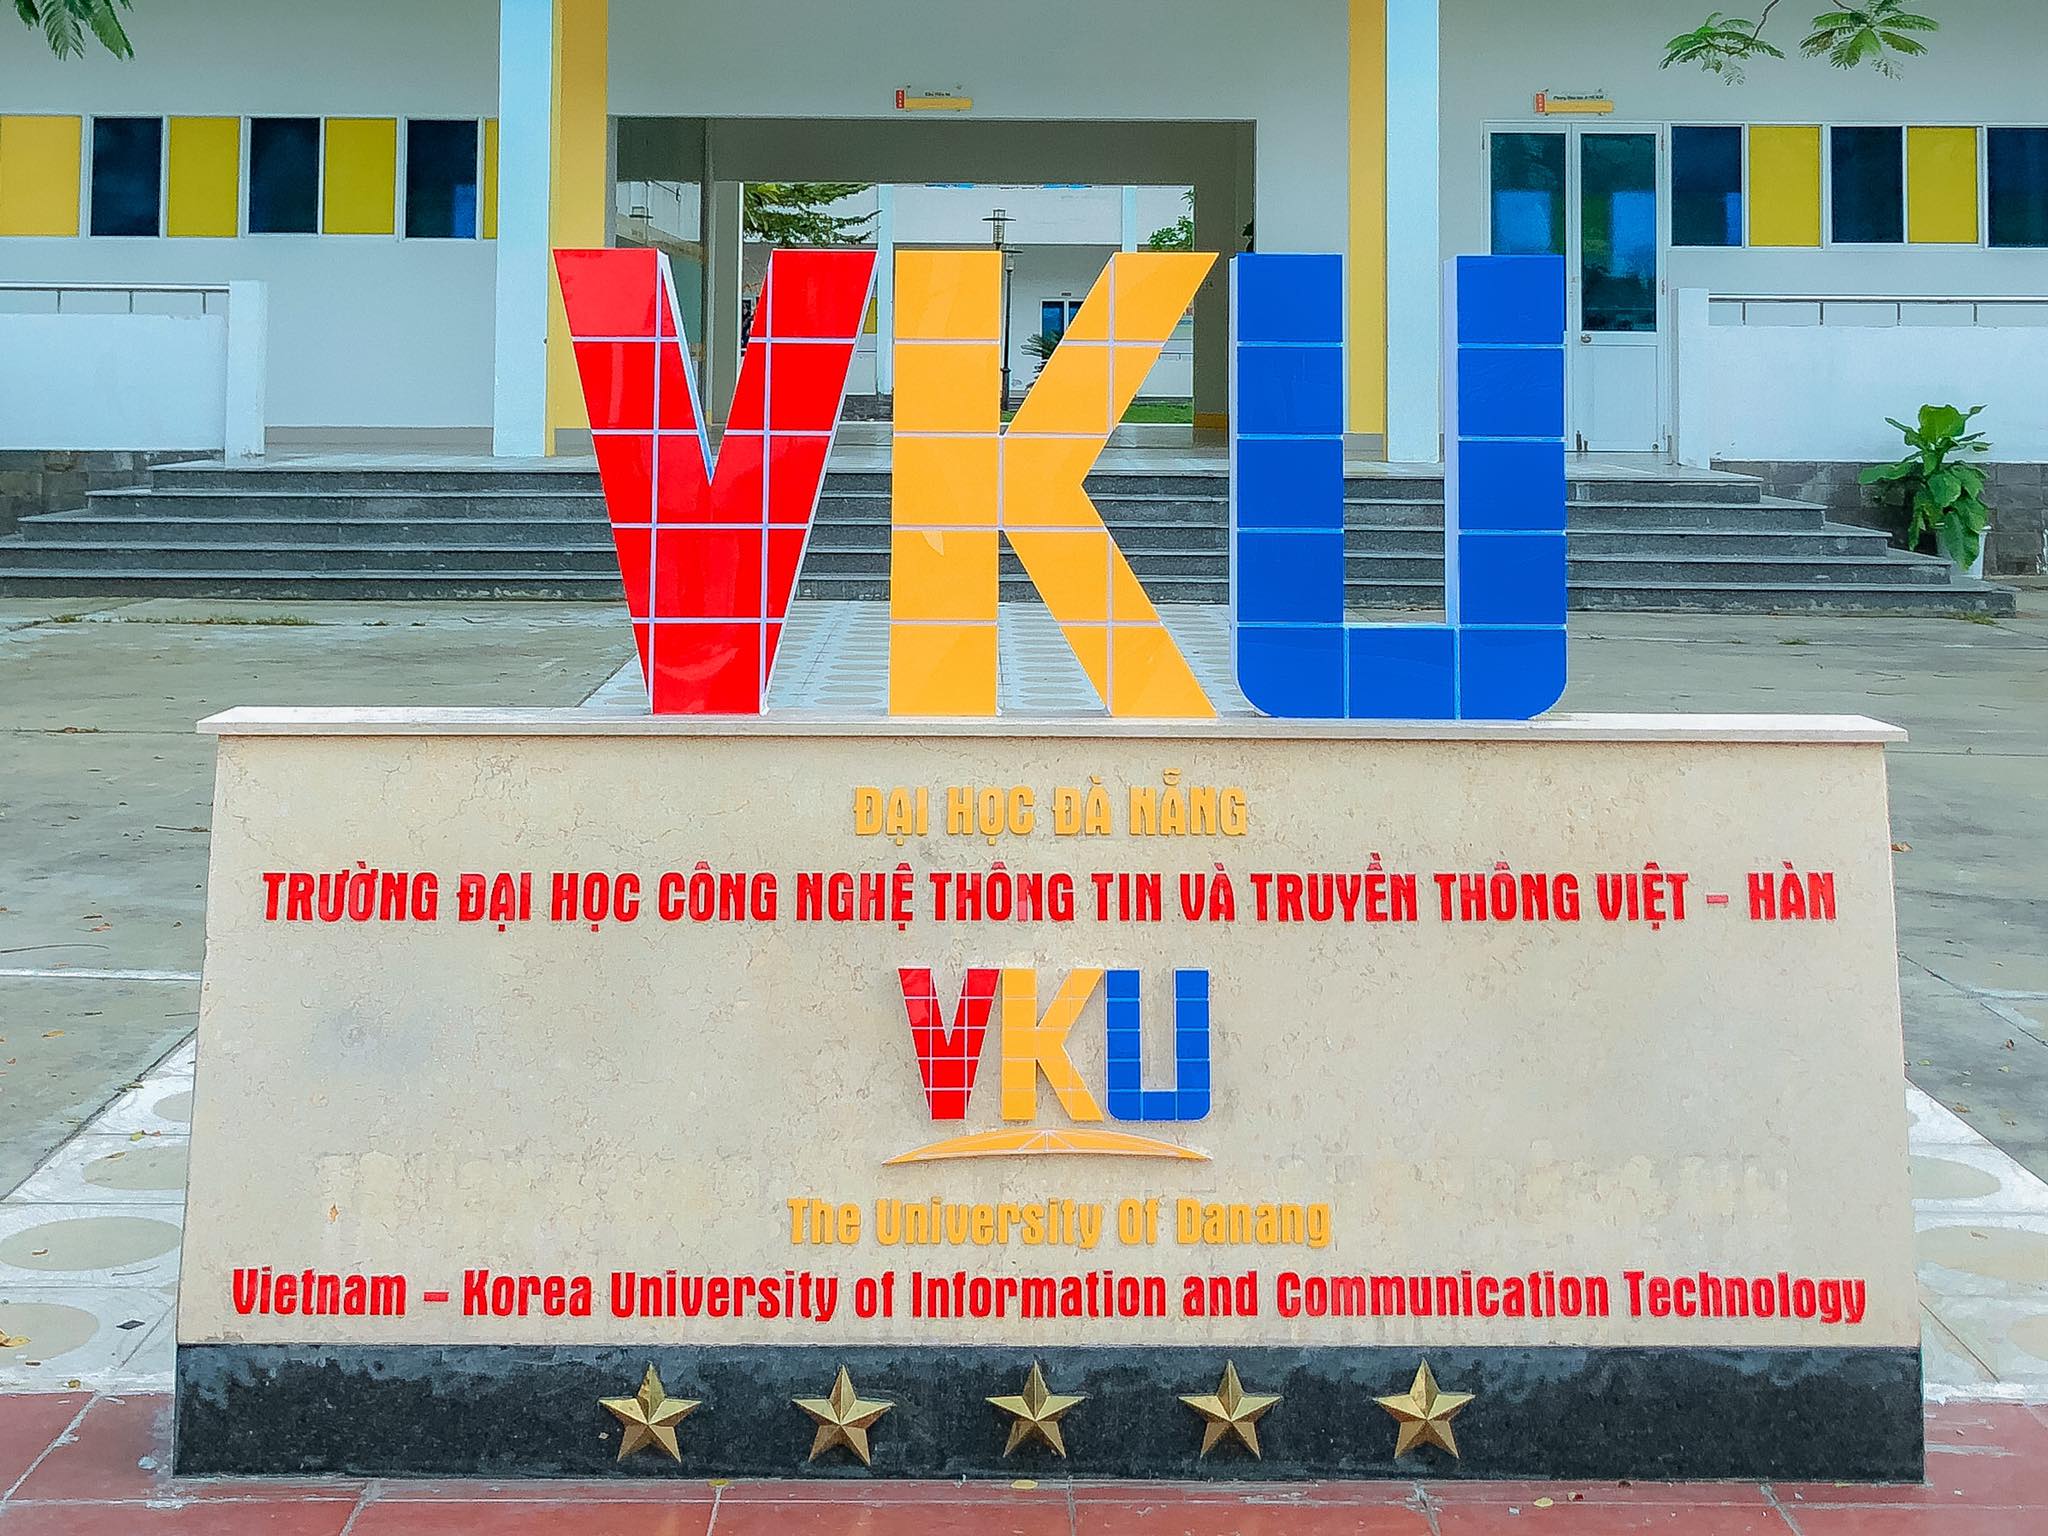 VKU
ĐẠI HỌC ĐÀ NẴNG
TRƯỜNG ĐẠI HỌC CÔNG NGHỆ THÔNG TIN VÀ TRUYỀN THÔNG VIỆT – HÀN
VKU
The University Of Danang
Vietnam – Korea University of Information and Communication Technology